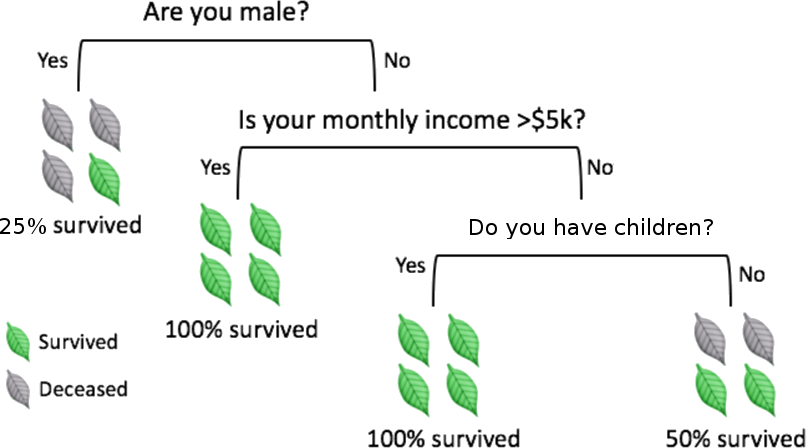 Are you male?
Yes
No
Is your monthly income >$5k?
Yes
No
25% survived
Do you have children?
Yes
No
100% survived
Survived
Deceased
100% survived
50% survived